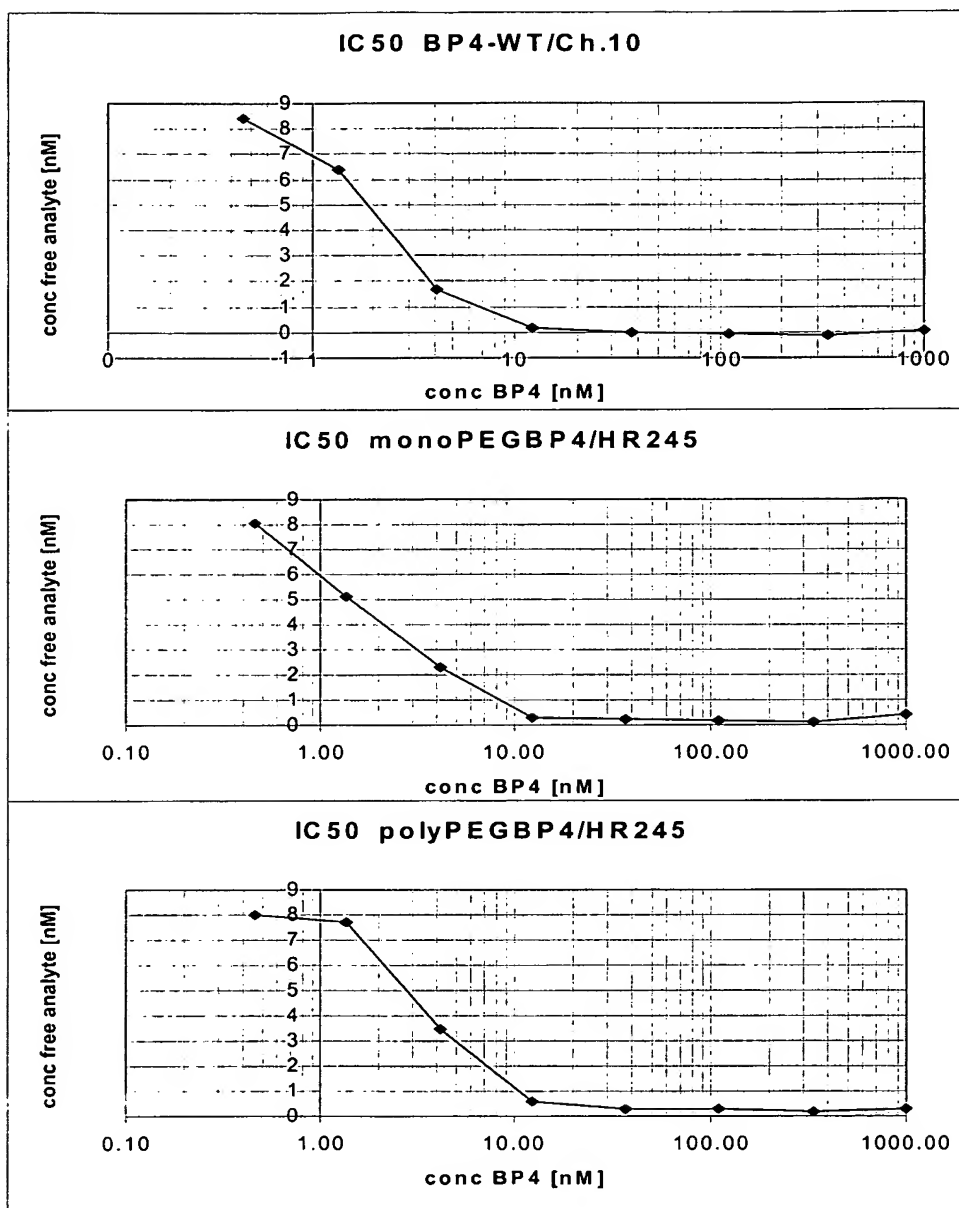 IC50 BP4-WT/Ch.10
conc free analyte [nM]
9
8
7
6
5
4
3
2
1
0
-1
0 1 10 100 1000
conc BP4 [nM]
IC50 monoPEGBP4/HR245
conc free analyte [nM]
9
8
7
6
5
4
3
2
1
0
0.10 1.00 10.00 100.00 1000.00
conc BP4 [nM]
IC50 polyPEGBP4/HR245
conc free analyte [nM]
9
8
7
6
5
4
3
2
1
0
0.10 1.00 10.00 100.00 1000.00
conc BP4 [nM]